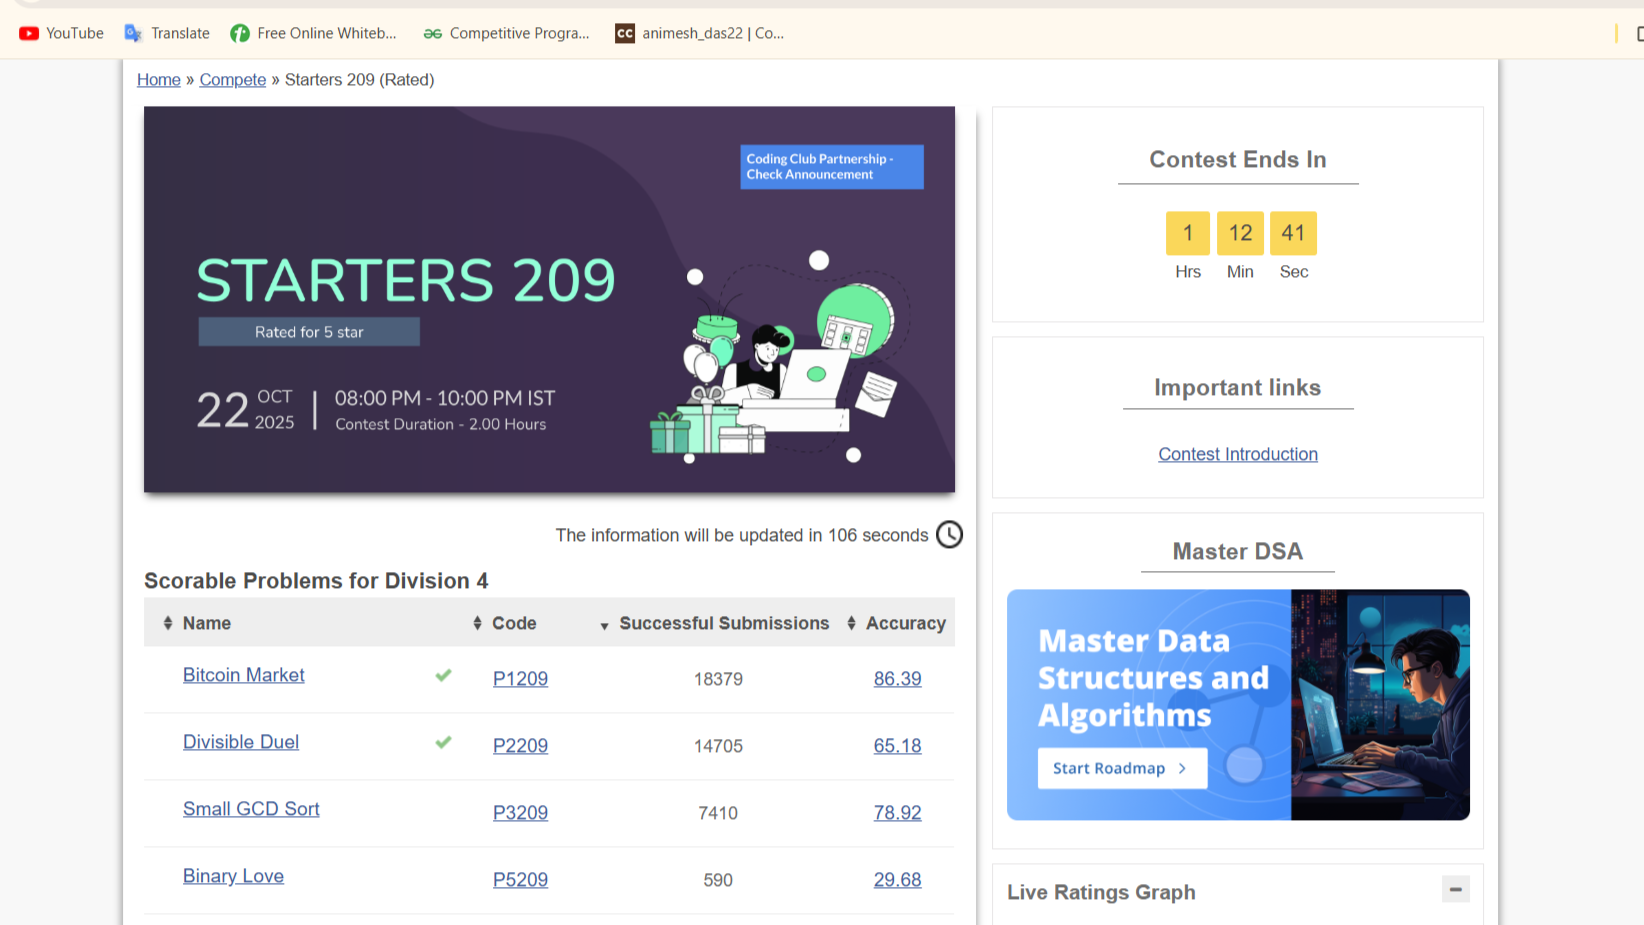 YouTube
Translate
Free Online Whiteb...
Competitive Progra...
CC animesh_das22 | Co...
Home » Compete » Starters 209 (Rated)
Coding Club Partnership -
Check Announcement
STARTERS 209
Rated for 5 star
22 OCT 2025
08:00 PM - 10:00 PM IST
Contest Duration - 2.00 Hours
The information will be updated in 106 seconds
Scorable Problems for Division 4
Name Code Successful Submissions Accuracy
Bitcoin Market P1209 18379 86.39
Divisible Duel P2209 14705 65.18
Small GCD Sort P3209 7410 78.92
Binary Love P5209 590 29.68
Contest Ends In
1 12 41
Hrs Min Sec
Important links
Contest Introduction
Master DSA
Master Data
Structures and
Algorithms
Start Roadmap >
Live Ratings Graph